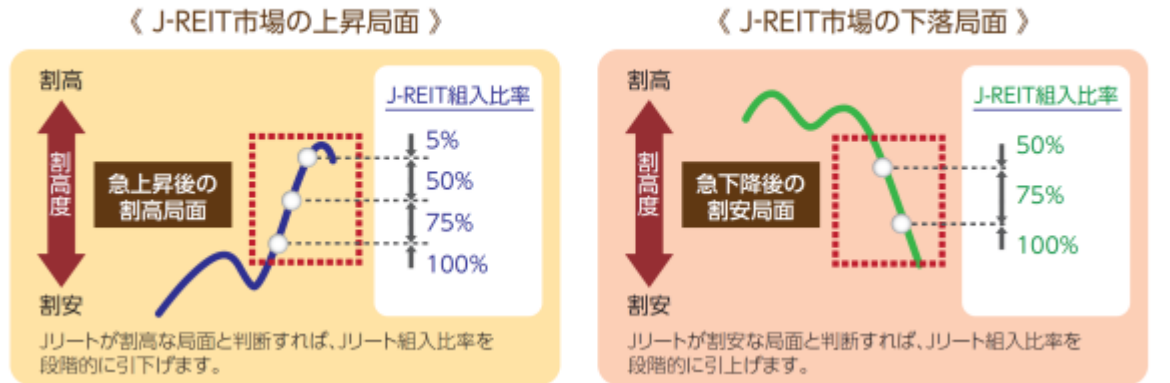 《 J-REIT市場の上昇局面 》
割高
割高度
割安
急上昇後の
割高局面
J-REIT組入比率
5%
50%
75%
100%
Jリートが割高な局面と判断すれば、Jリート組入比率を
段階的に引下げます。
《 J-REIT市場の下落局面 》
割高
割高度
割安
急下降後の
割安局面
J-REIT組入比率
50%
75%
100%
Jリートが割安な局面と判断すれば、Jリート組入比率を
段階的に引上げます。